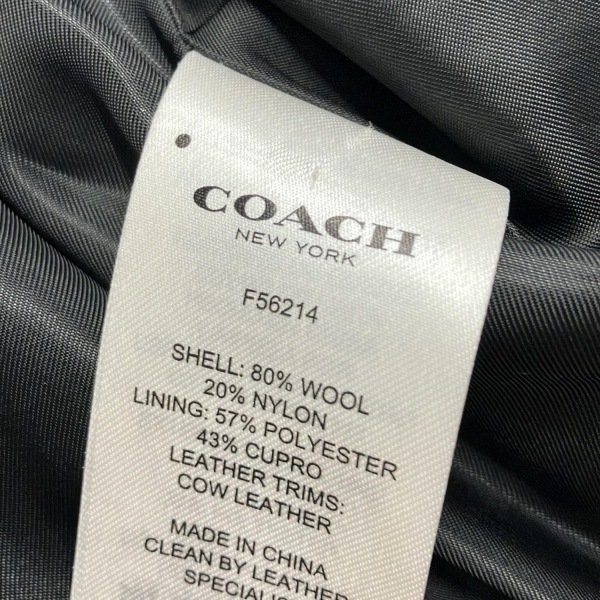 COACH
NEW YORK
F56214
SHELL: 80% WOOL
20% NYLON
LINING: 57% POLYESTER
43% CUPRO
LEATHER TRIMS:
COW LEATHER
MADE IN CHINA
CLEAN BY LEATHER
SPECIALIS